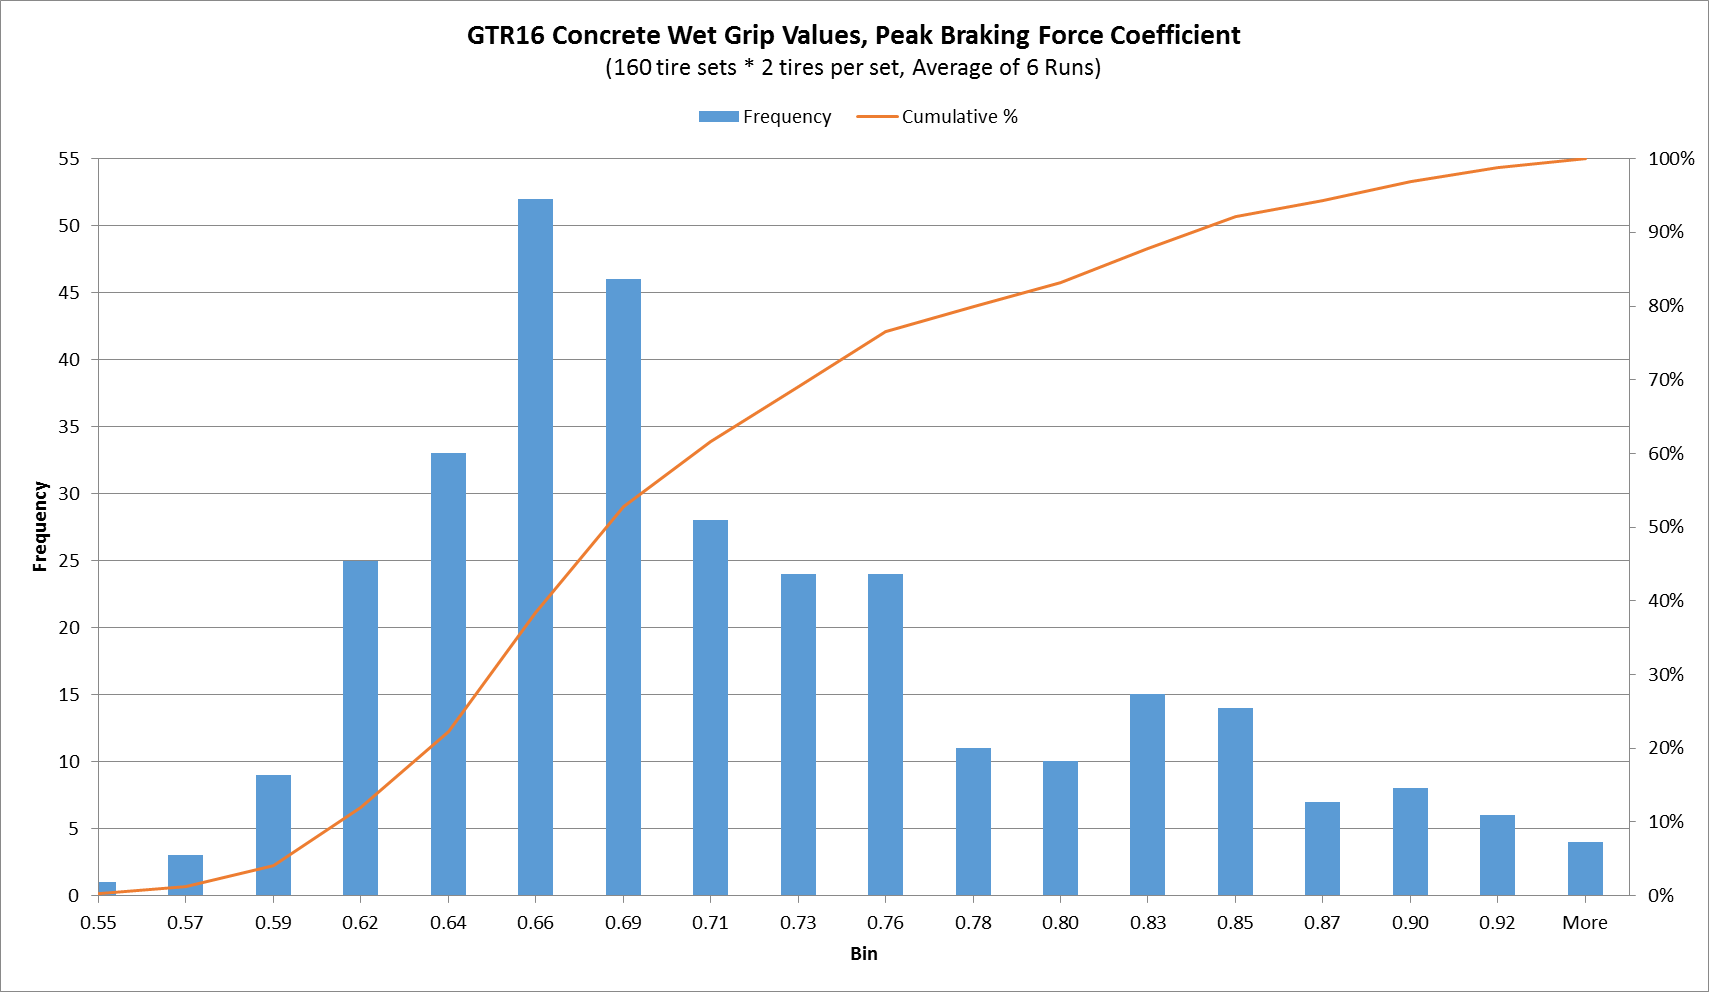 GTR16 Concrete Wet Grip Values, Peak Braking Force Coefficient
(160 tire sets * 2 tires per set, Average of 6 Runs)
Frequency Cumulative %
55 100%
50 90%
45 80%
40 70%
35 60%
30 50%
25 40%
20 30%
15 20%
10 10%
5 0%
0
Frequency
0.55 0.57 0.59 0.62 0.64 0.66 0.69 0.71 0.73 0.76 0.78 0.80 0.83 0.85 0.87 0.90 0.92 More
Bin